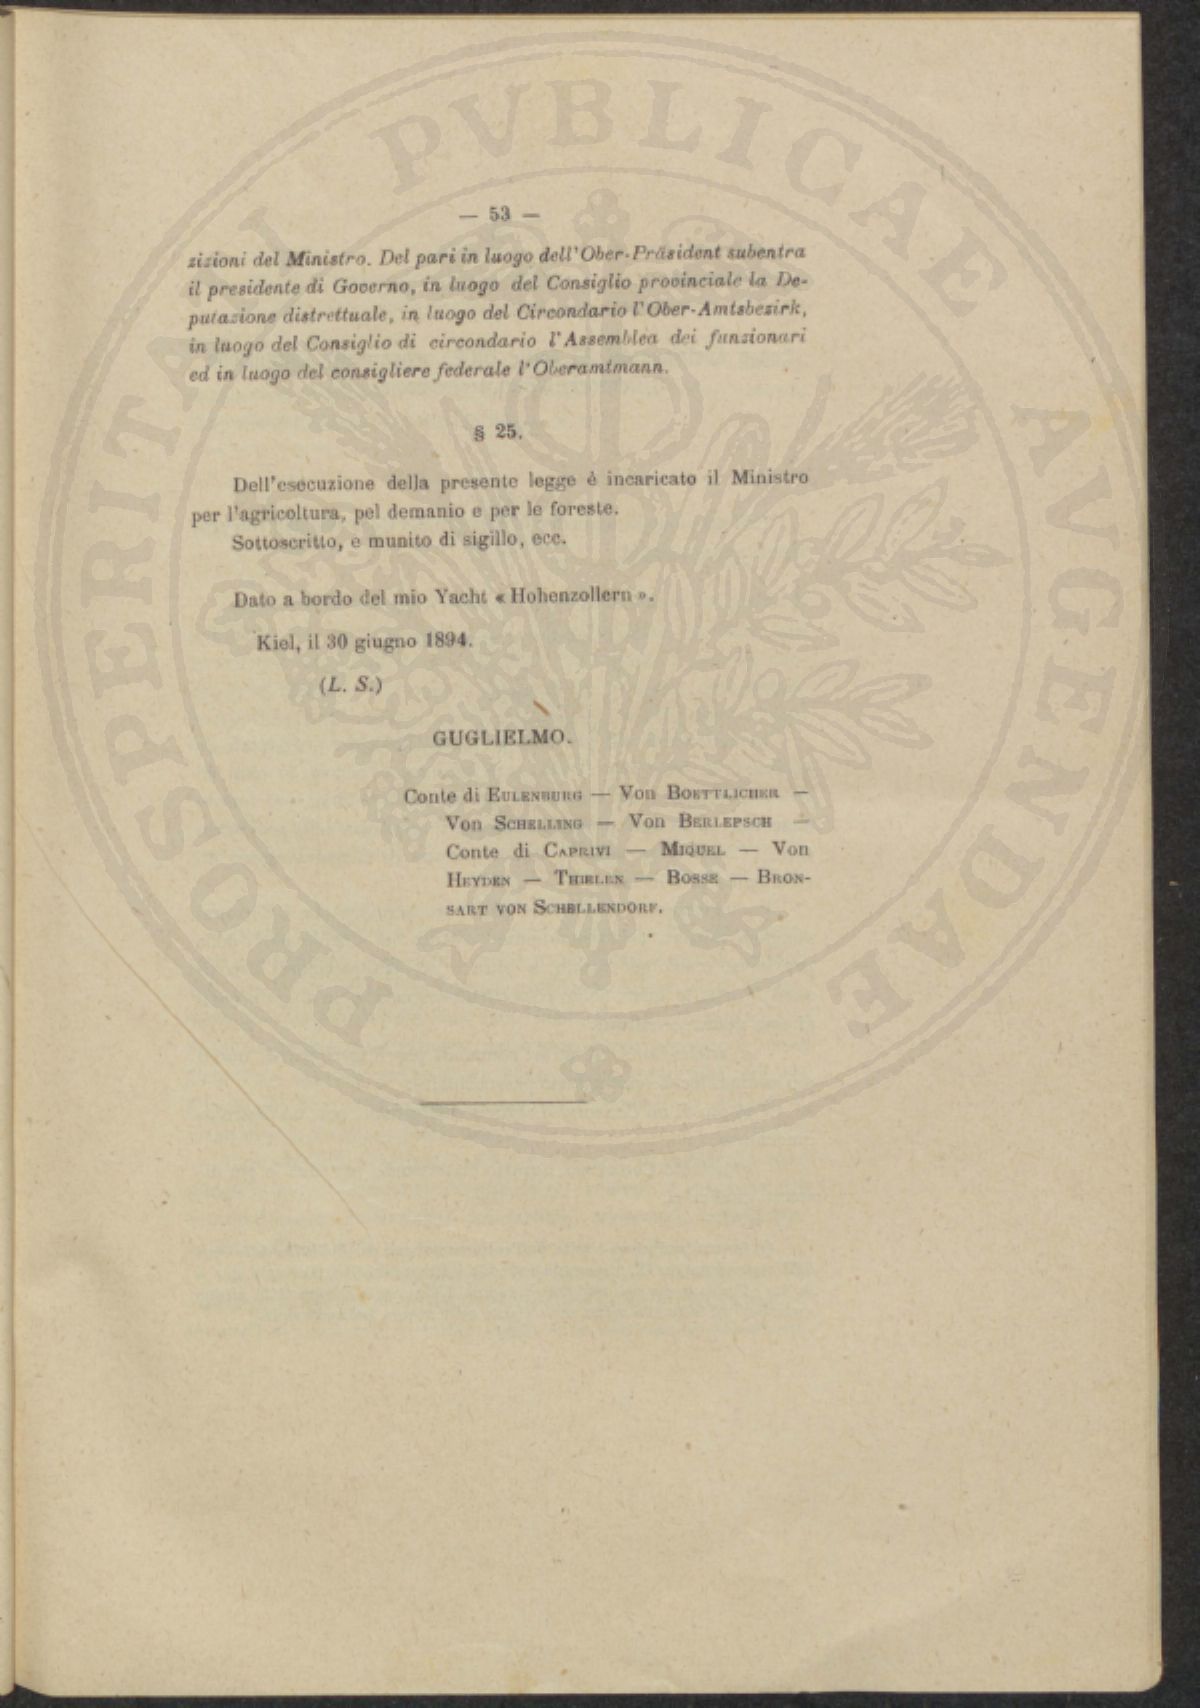 — 53 —
zizioni del Ministro. Del pari in luogo dell'Ober-Präsident subentra
il presidente di Governo, in luogo del Consiglio provinciale la De-
putazione distrettuale, in luogo del Circondario l'Ober-Amtsbezirk,
in luogo del Consiglio di circondario l'Assemblea dei funzionari
ed in luogo del consigliere federale l'Oberamtmann.
§ 25.
Dell'esecuzione della presente legge è incaricato il Ministro
per l'agricoltura, pel demanio e per le foreste.
Sottoscritto, e munito di sigillo, ecc.
Dato a bordo del mio Yacht « Hohenzollern ».
Kiel, il 30 giugno 1894.
(L. S.)
GUGLIELMO.
Conte di EULENBURG — Von BOETTLICHER —
Von SCHELLING — Von BERLEPSCH —
Conte di CAPRIVI — MIQUEL — Von
HEYDEN — THIELEN — BOSSE — BRON-
SART VON SCHELLENDORF.
PROSPERITATI PVBLICAE AVGENDAE